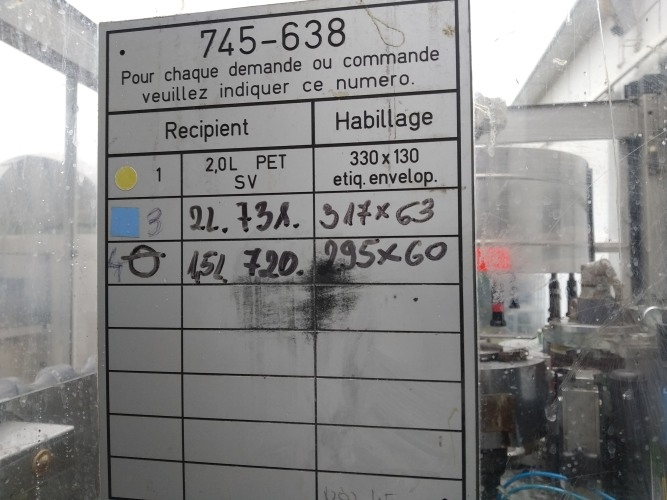 745-638
Pour chaque demande ou commande
veuillez indiquer ce numero.
Recipient Habillage
1 2,0L PET SV 330 x 130 etiq. envelop.
3 2L. 731. 317x63
4 1,5L 720. 295x60